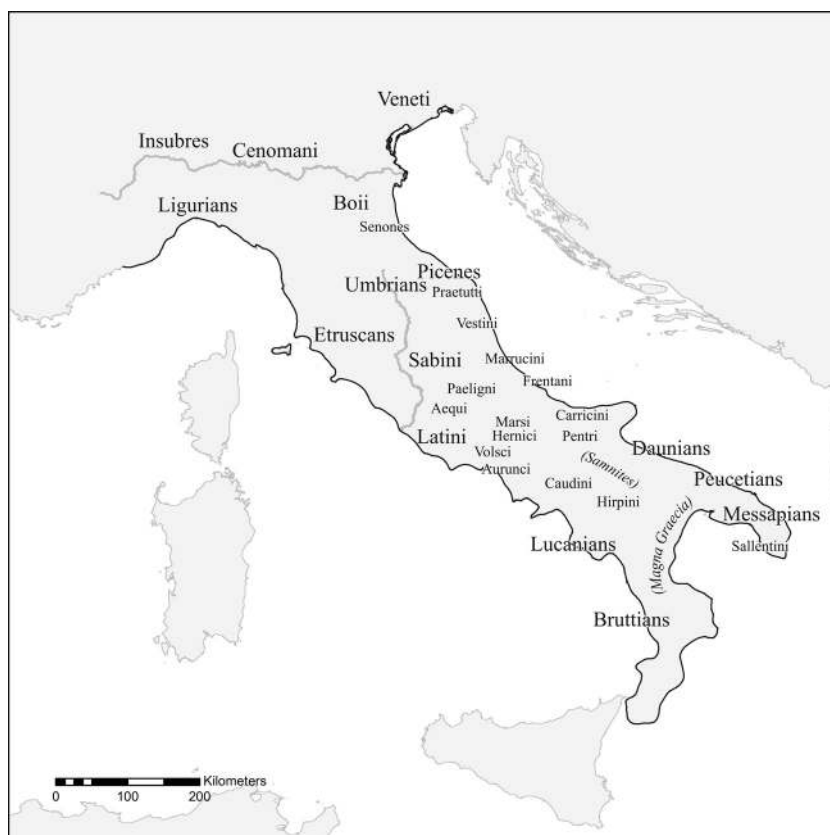 Veneti
Insubres
Cenomani
Ligurians
Boii
Senones
Picenes
Umbrians
Praetutti
Vestini
Etruscans
Sabini
Marrucini
Frentani
Paeligni
Aequi
Carricini
Marsi
Latini
Hernici
Pentri
Daunians
Volsci
(Samnites)
Aurunci
Peucetians
Caudini
Hirpini
Messapians
Lucanians
(Magna Graecia)
Sallentini
Bruttians
Kilometers
0 100 200